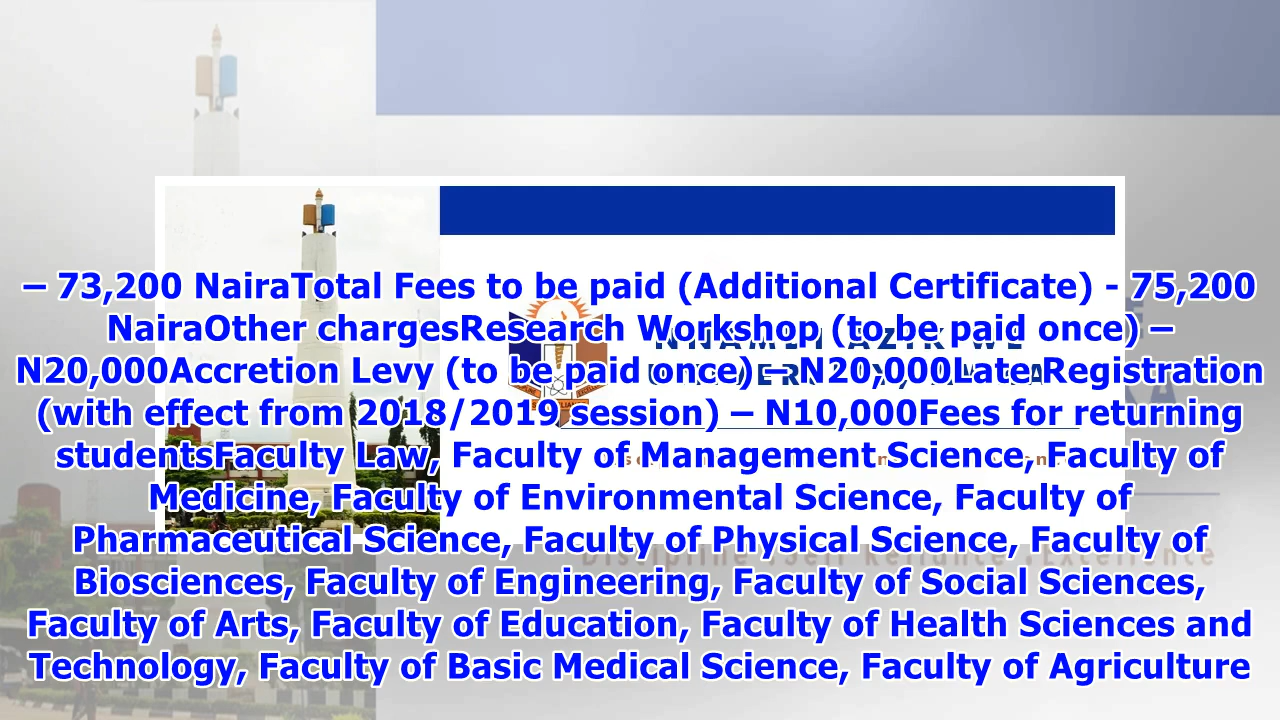 – 73,200 NairaTotal Fees to be paid (Additional Certificate) - 75,200
NairaOther chargesResearch Workshop (to be paid once) –
N20,000Accretion Levy (to be paid once) – N20,000Late Registration
(with effect from 2018/2019 session) – N10,000Fees for returning
studentsFaculty Law, Faculty of Management Science, Faculty of
Medicine, Faculty of Environmental Science, Faculty of
Pharmaceutical Science, Faculty of Physical Science, Faculty of
Biosciences, Faculty of Engineering, Faculty of Social Sciences,
Faculty of Arts, Faculty of Education, Faculty of Health Sciences and
Technology, Faculty of Basic Medical Science, Faculty of Agriculture
Discipline, Self Reliance, Excellence